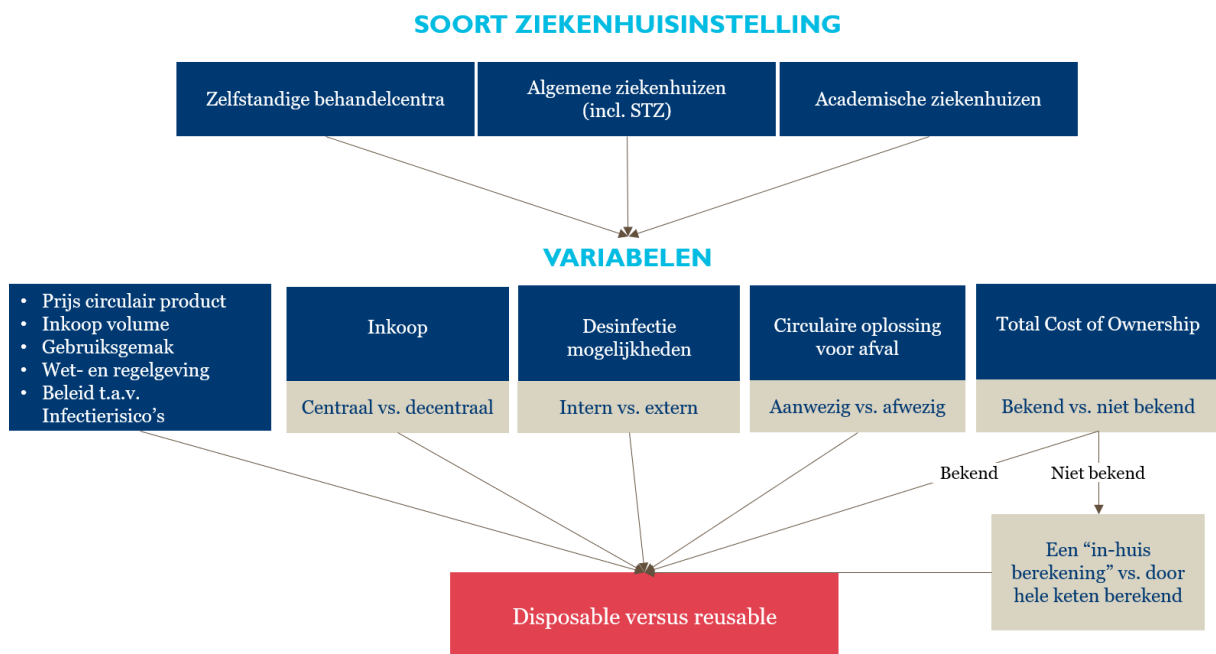 SOORT ZIEKENHUISINSTELLING
Zelfstandige behandelcentra
Algemene ziekenhuizen
(incl. STZ)
Academische ziekenhuizen
VARIABELEN
• Prijs circulair product
• Inkoop volume
• Gebruiksgemak
• Wet- en regelgeving
• Beleid t.a.v.
Infectierisico’s
Inkoop
Centraal vs. decentraal
Desinfectie
mogelijkheden
Intern vs. extern
Circulaire oplossing
voor afval
Aanwezig vs. afwezig
Total Cost of Ownership
Bekend vs. niet bekend
Bekend
Niet bekend
Een “in-huis
berekening” vs. door
hele keten berekend
Disposable versus reusable